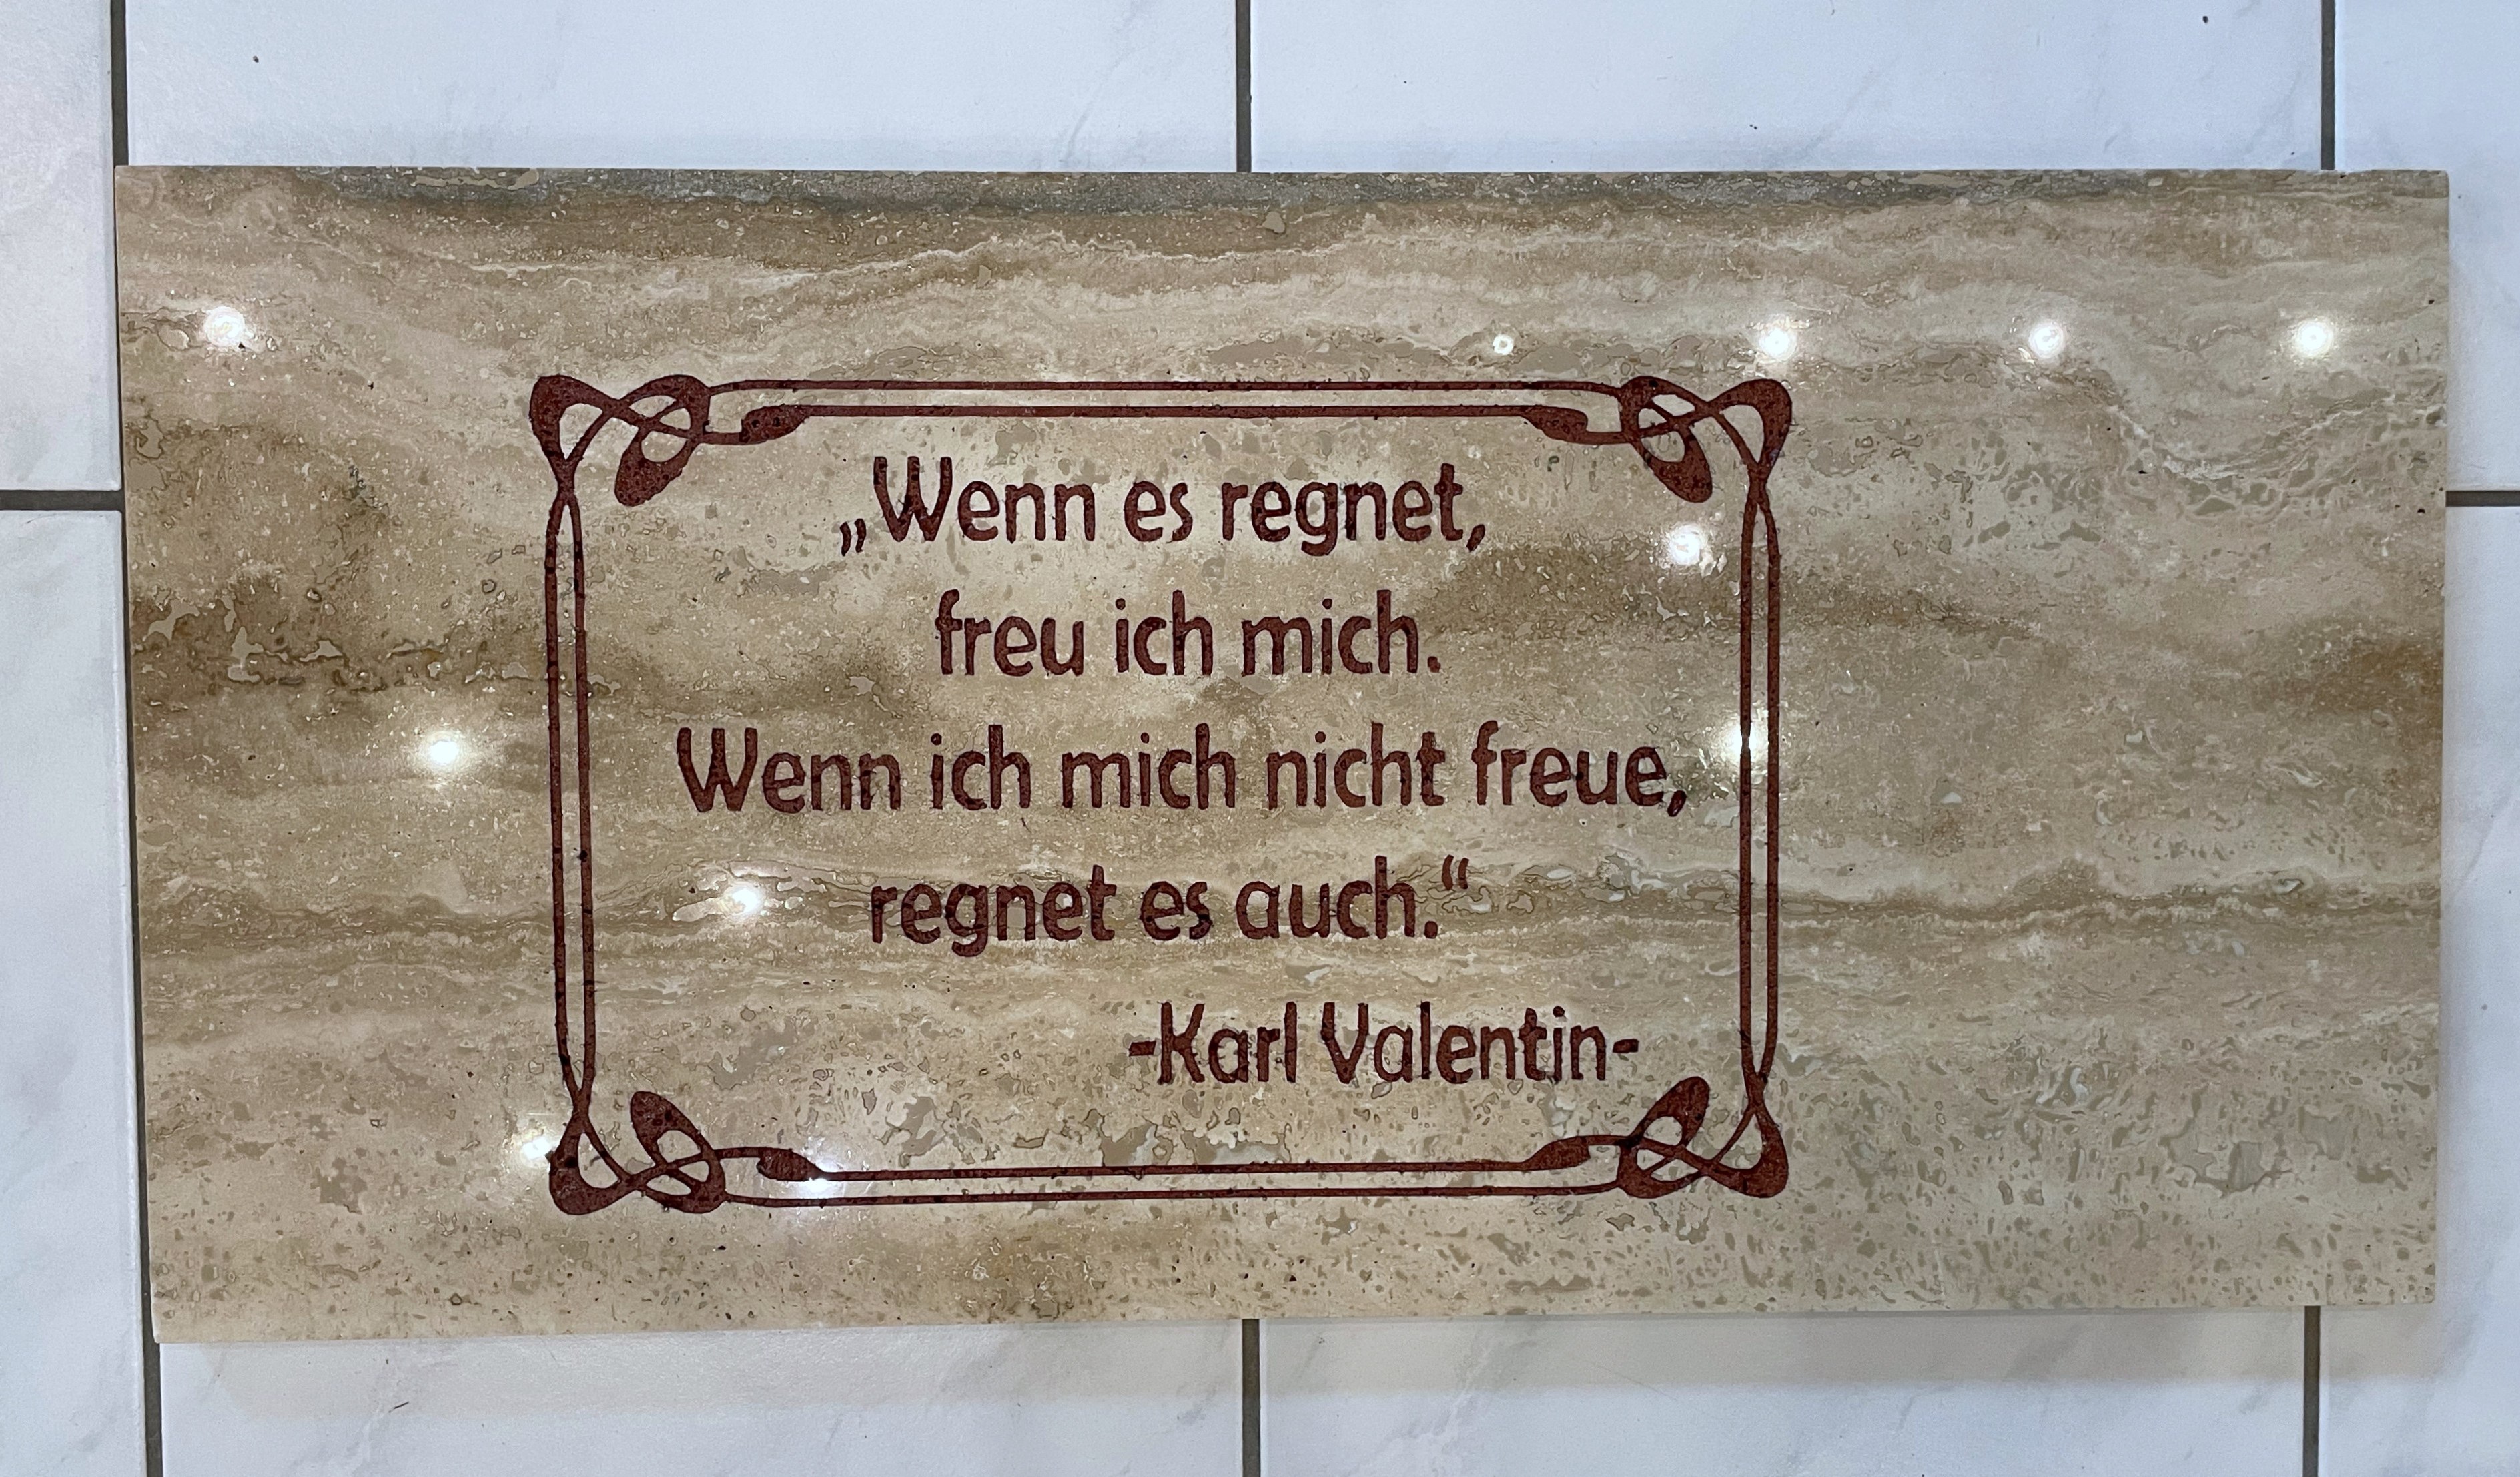 „Wenn es regnet,
freu ich mich.
Wenn ich mich nicht freue,
regnet es auch.“
-Karl Valentin-